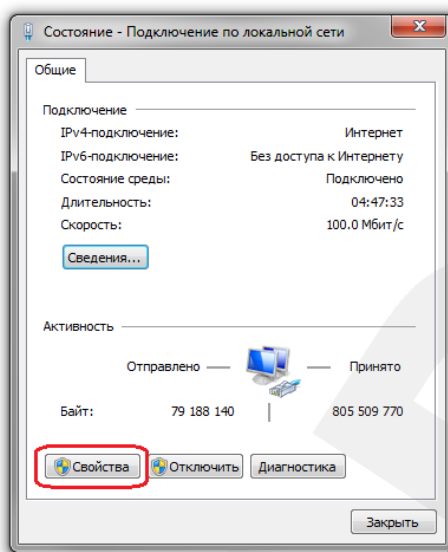 Состояние - Подключение по локальной сети
Общие
Подключение
IPv4-подключение: Интернет
IPv6-подключение: Без доступа к Интернету
Состояние среды: Подключено
Длительность: 04:47:33
Скорость: 100.0 Мбит/с
Сведения...
Активность
Отправлено — — Принято
Байт: 79 188 140 | 805 509 770
Свойства Отключить Диагностика
Закрыть